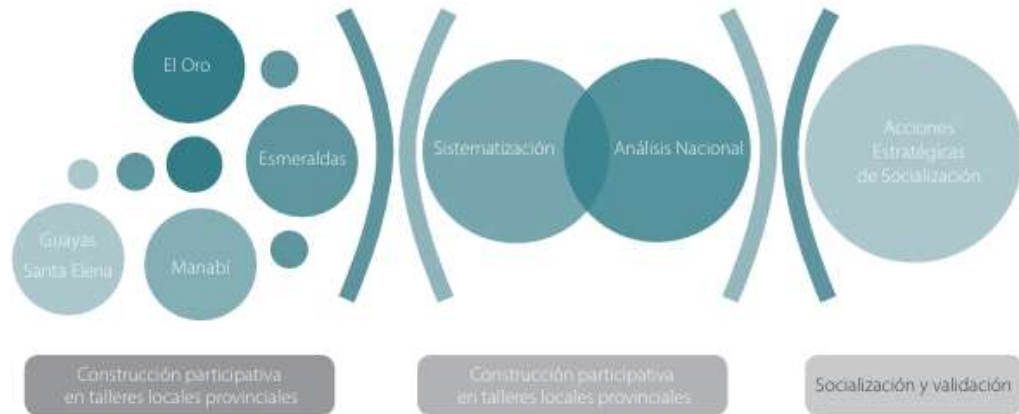 El Oro
Esmeraldas
Guayas
Santa Elena
Manabí
Sistematización
Análisis Nacional
Acciones
Estratégicas
de Socialización
Construcción participativa
en talleres locales provinciales
Construcción participativa
en talleres locales provinciales
Socialización y validación